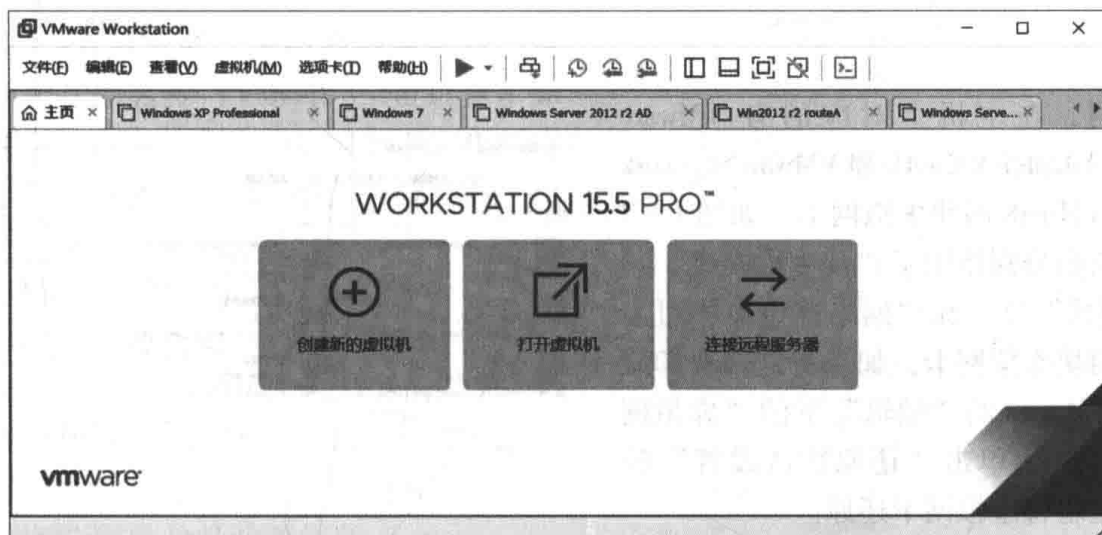 VMware Workstation
文件(F) 编辑(E) 查看(V) 虚拟机(M) 选项卡(T) 帮助(H)
主页 Windows XP Professional Windows 7 Windows Server 2012 r2 AD Win2012 r2 routeA Windows Serve...
WORKSTATION 15.5 PRO™
创建新的虚拟机 打开虚拟机 连接远程服务器
vmware